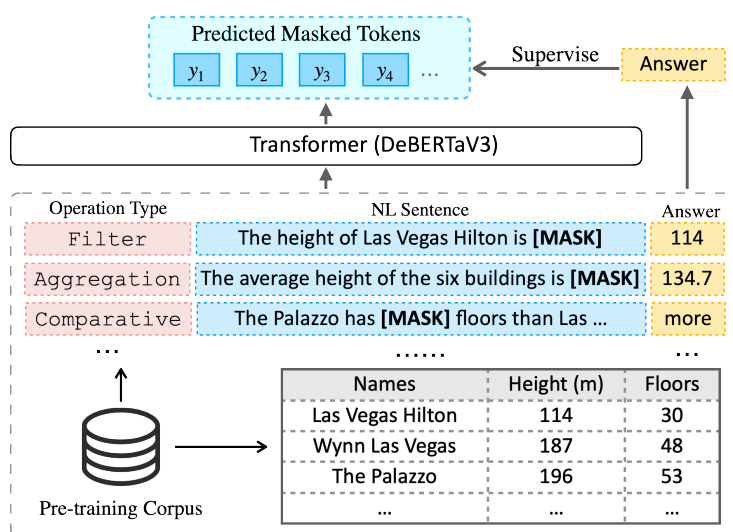 Predicted Masked Tokens
y1 y2 y3 y4 ...
Supervise
Answer
Transformer (DeBERTaV3)
Operation Type NL Sentence Answer
Filter The height of Las Vegas Hilton is [MASK] 114
Aggregation The average height of the six buildings is [MASK] 134.7
Comparative The Palazzo has [MASK] floors than Las ... more
... ...... ...
Names Height (m) Floors
Las Vegas Hilton 114 30
Wynn Las Vegas 187 48
The Palazzo 196 53
... ... ...
Pre-training Corpus